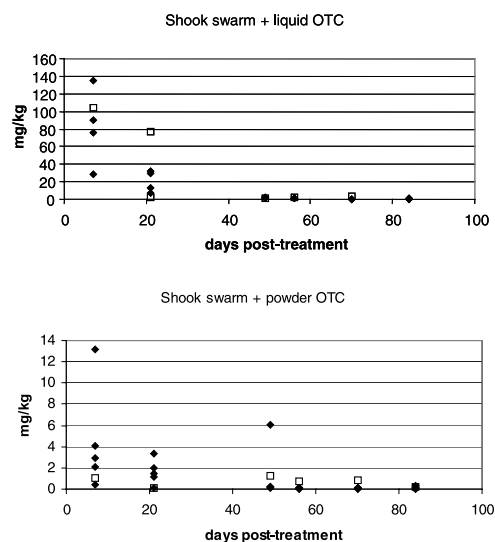 Shook swarm + liquid OTC
160
140
120
100
80
60
40
20
0
mg/kg
0 20 40 60 80 100
days post-treatment
Shook swarm + powder OTC
14
12
10
8
6
4
2
0
mg/kg
0 20 40 60 80 100
days post-treatment